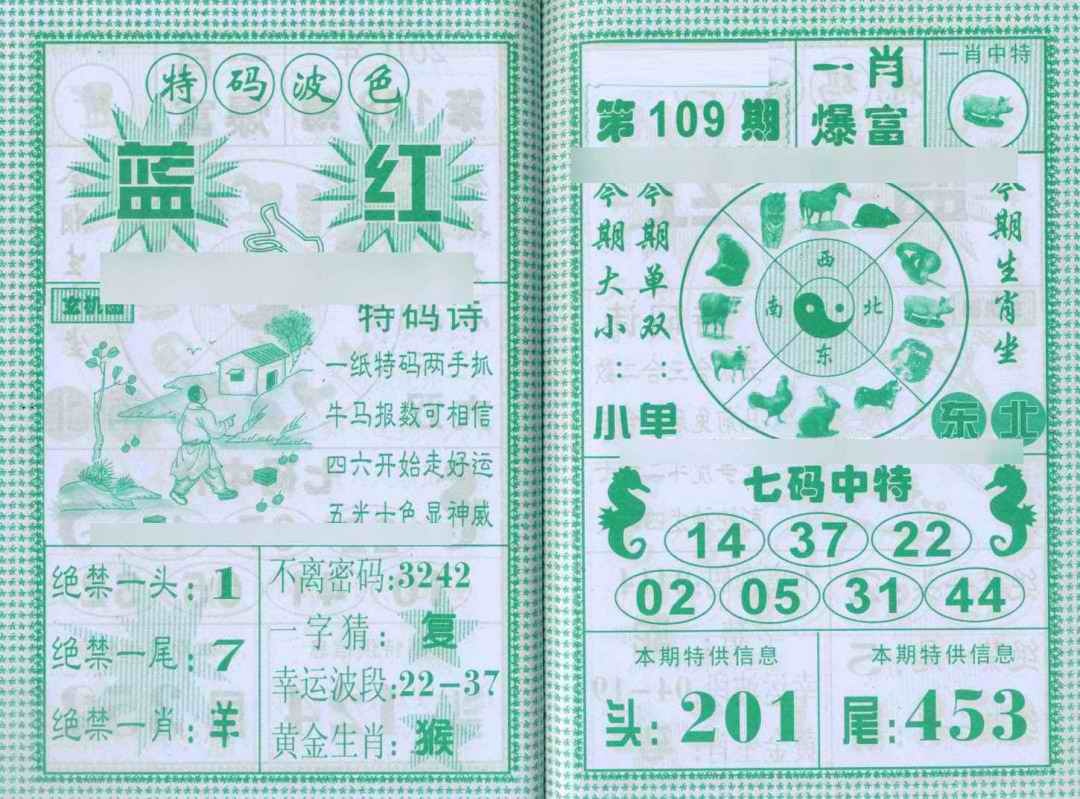 特码波色
蓝 红
玄机图
特码诗
一纸特码两手抓
牛马报数可相信
四六开始走好运
五光十色显神威
绝禁一头：1
绝禁一尾：7
绝禁一肖：羊
不离密码：3242
一字猜：复
幸运波段：22-37
黄金生肖：猴
第109期
一肖
爆富
一肖中特
今期大小：小
今期单双：单
西
南 北
东
今期生肖坐
东北
七码中特
14 37 22
02 05 31 44
本期特供信息
头：201
本期特供信息
尾：453